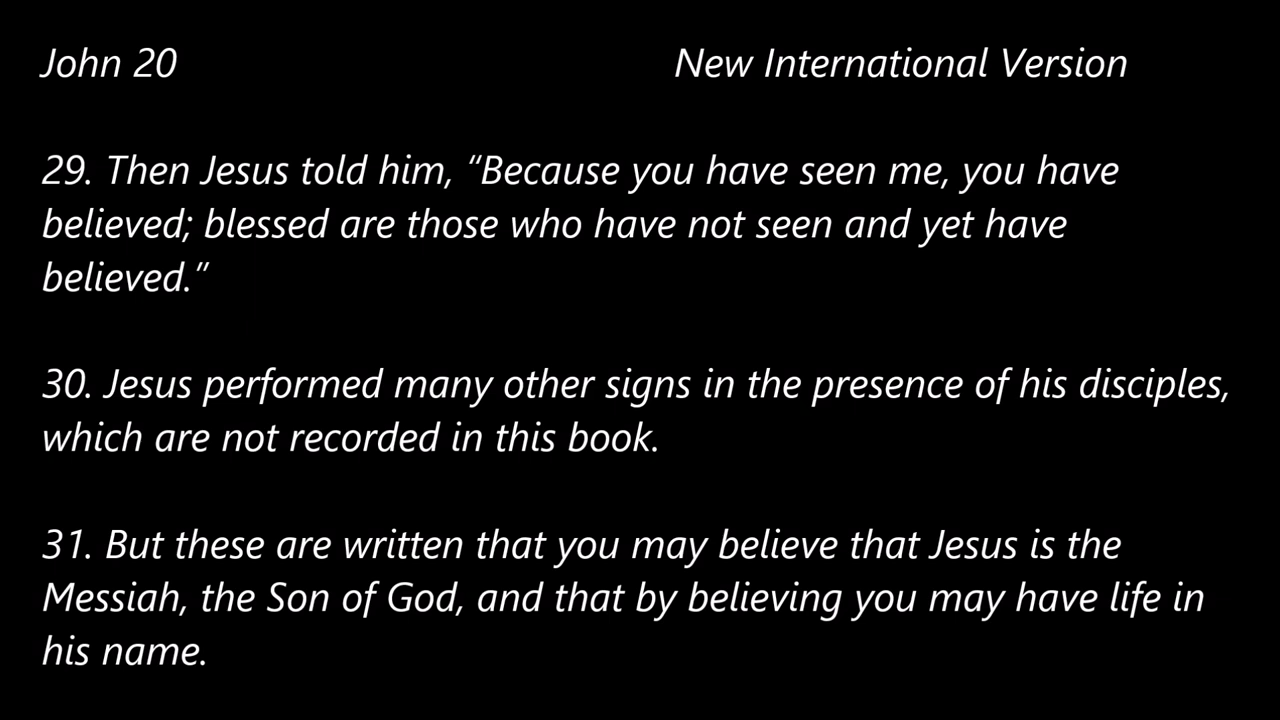 John 20 New International Version
29. Then Jesus told him, “Because you have seen me, you have
believed; blessed are those who have not seen and yet have
believed.”
30. Jesus performed many other signs in the presence of his disciples,
which are not recorded in this book.
31. But these are written that you may believe that Jesus is the
Messiah, the Son of God, and that by believing you may have life in
his name.